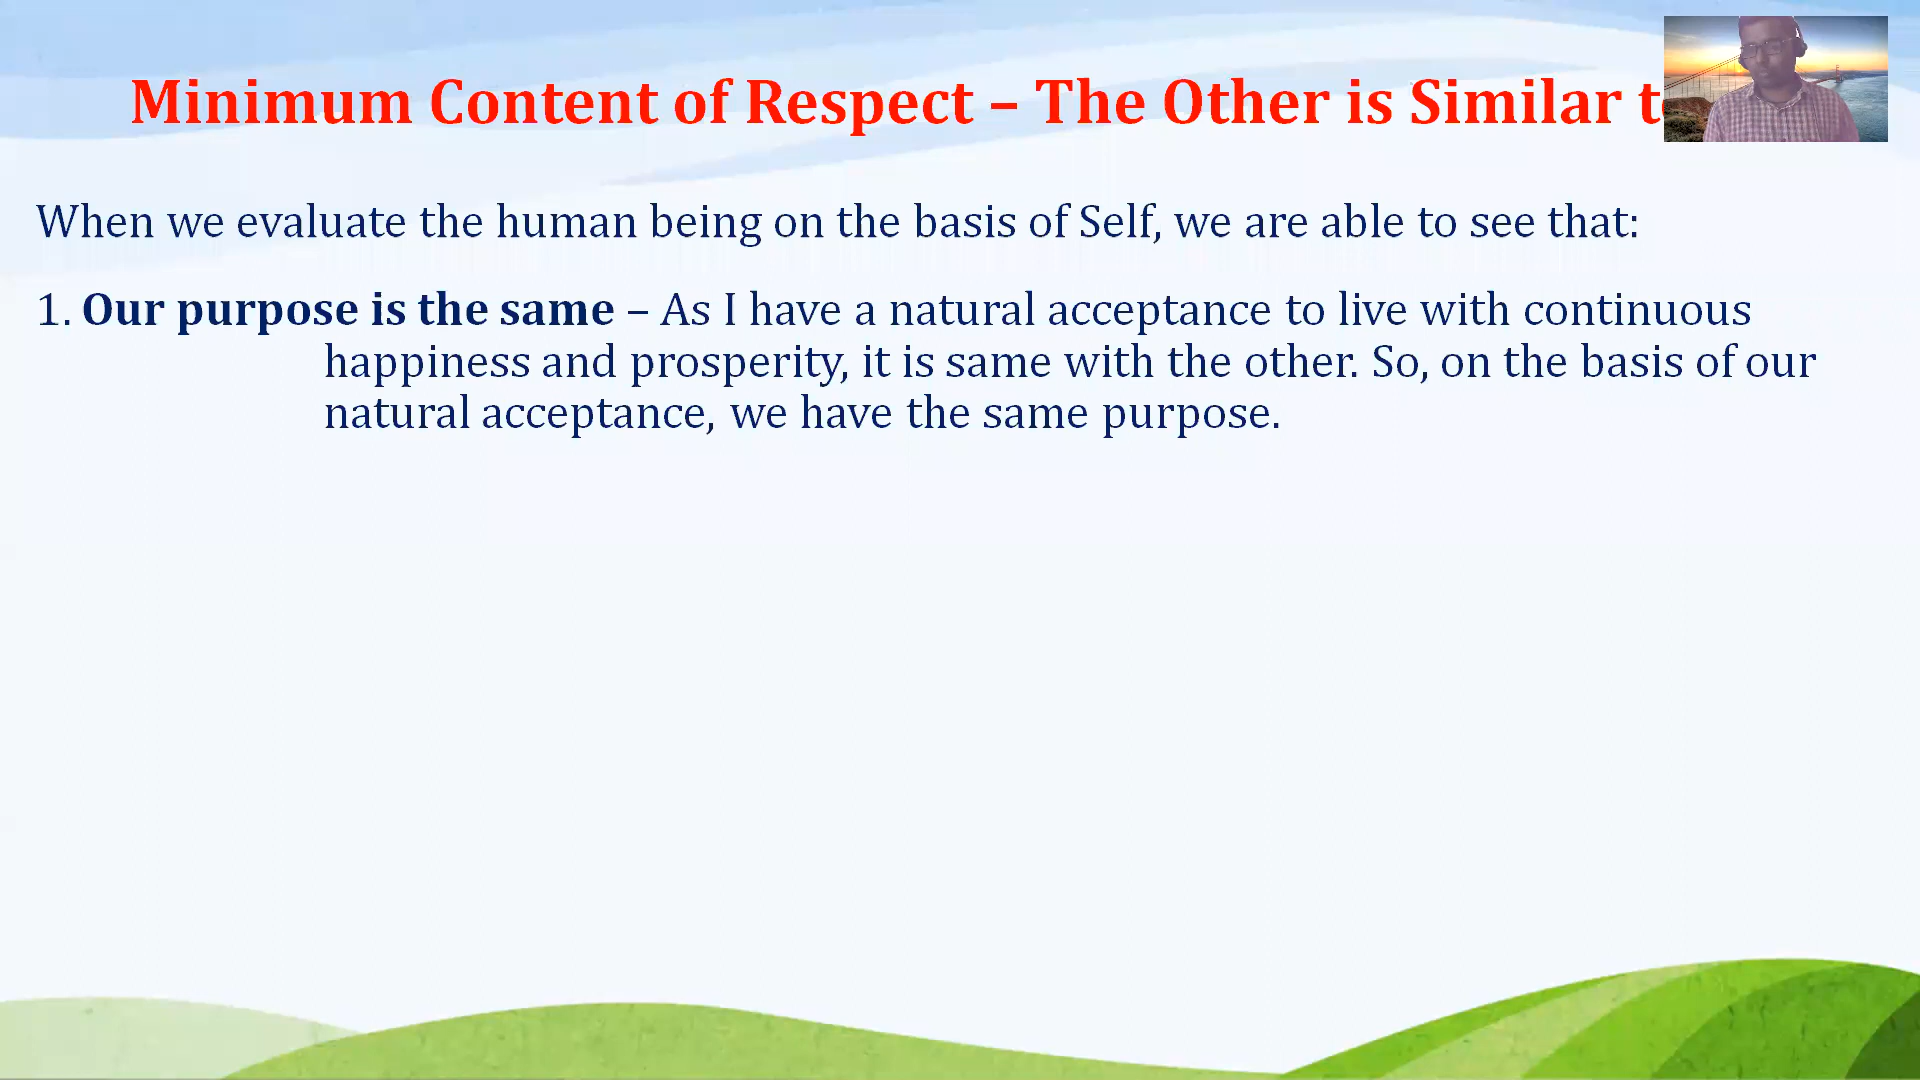 Minimum Content of Respect – The Other is Similar to
When we evaluate the human being on the basis of Self, we are able to see that:
1. Our purpose is the same – As I have a natural acceptance to live with continuous
happiness and prosperity, it is same with the other. So, on the basis of our
natural acceptance, we have the same purpose.